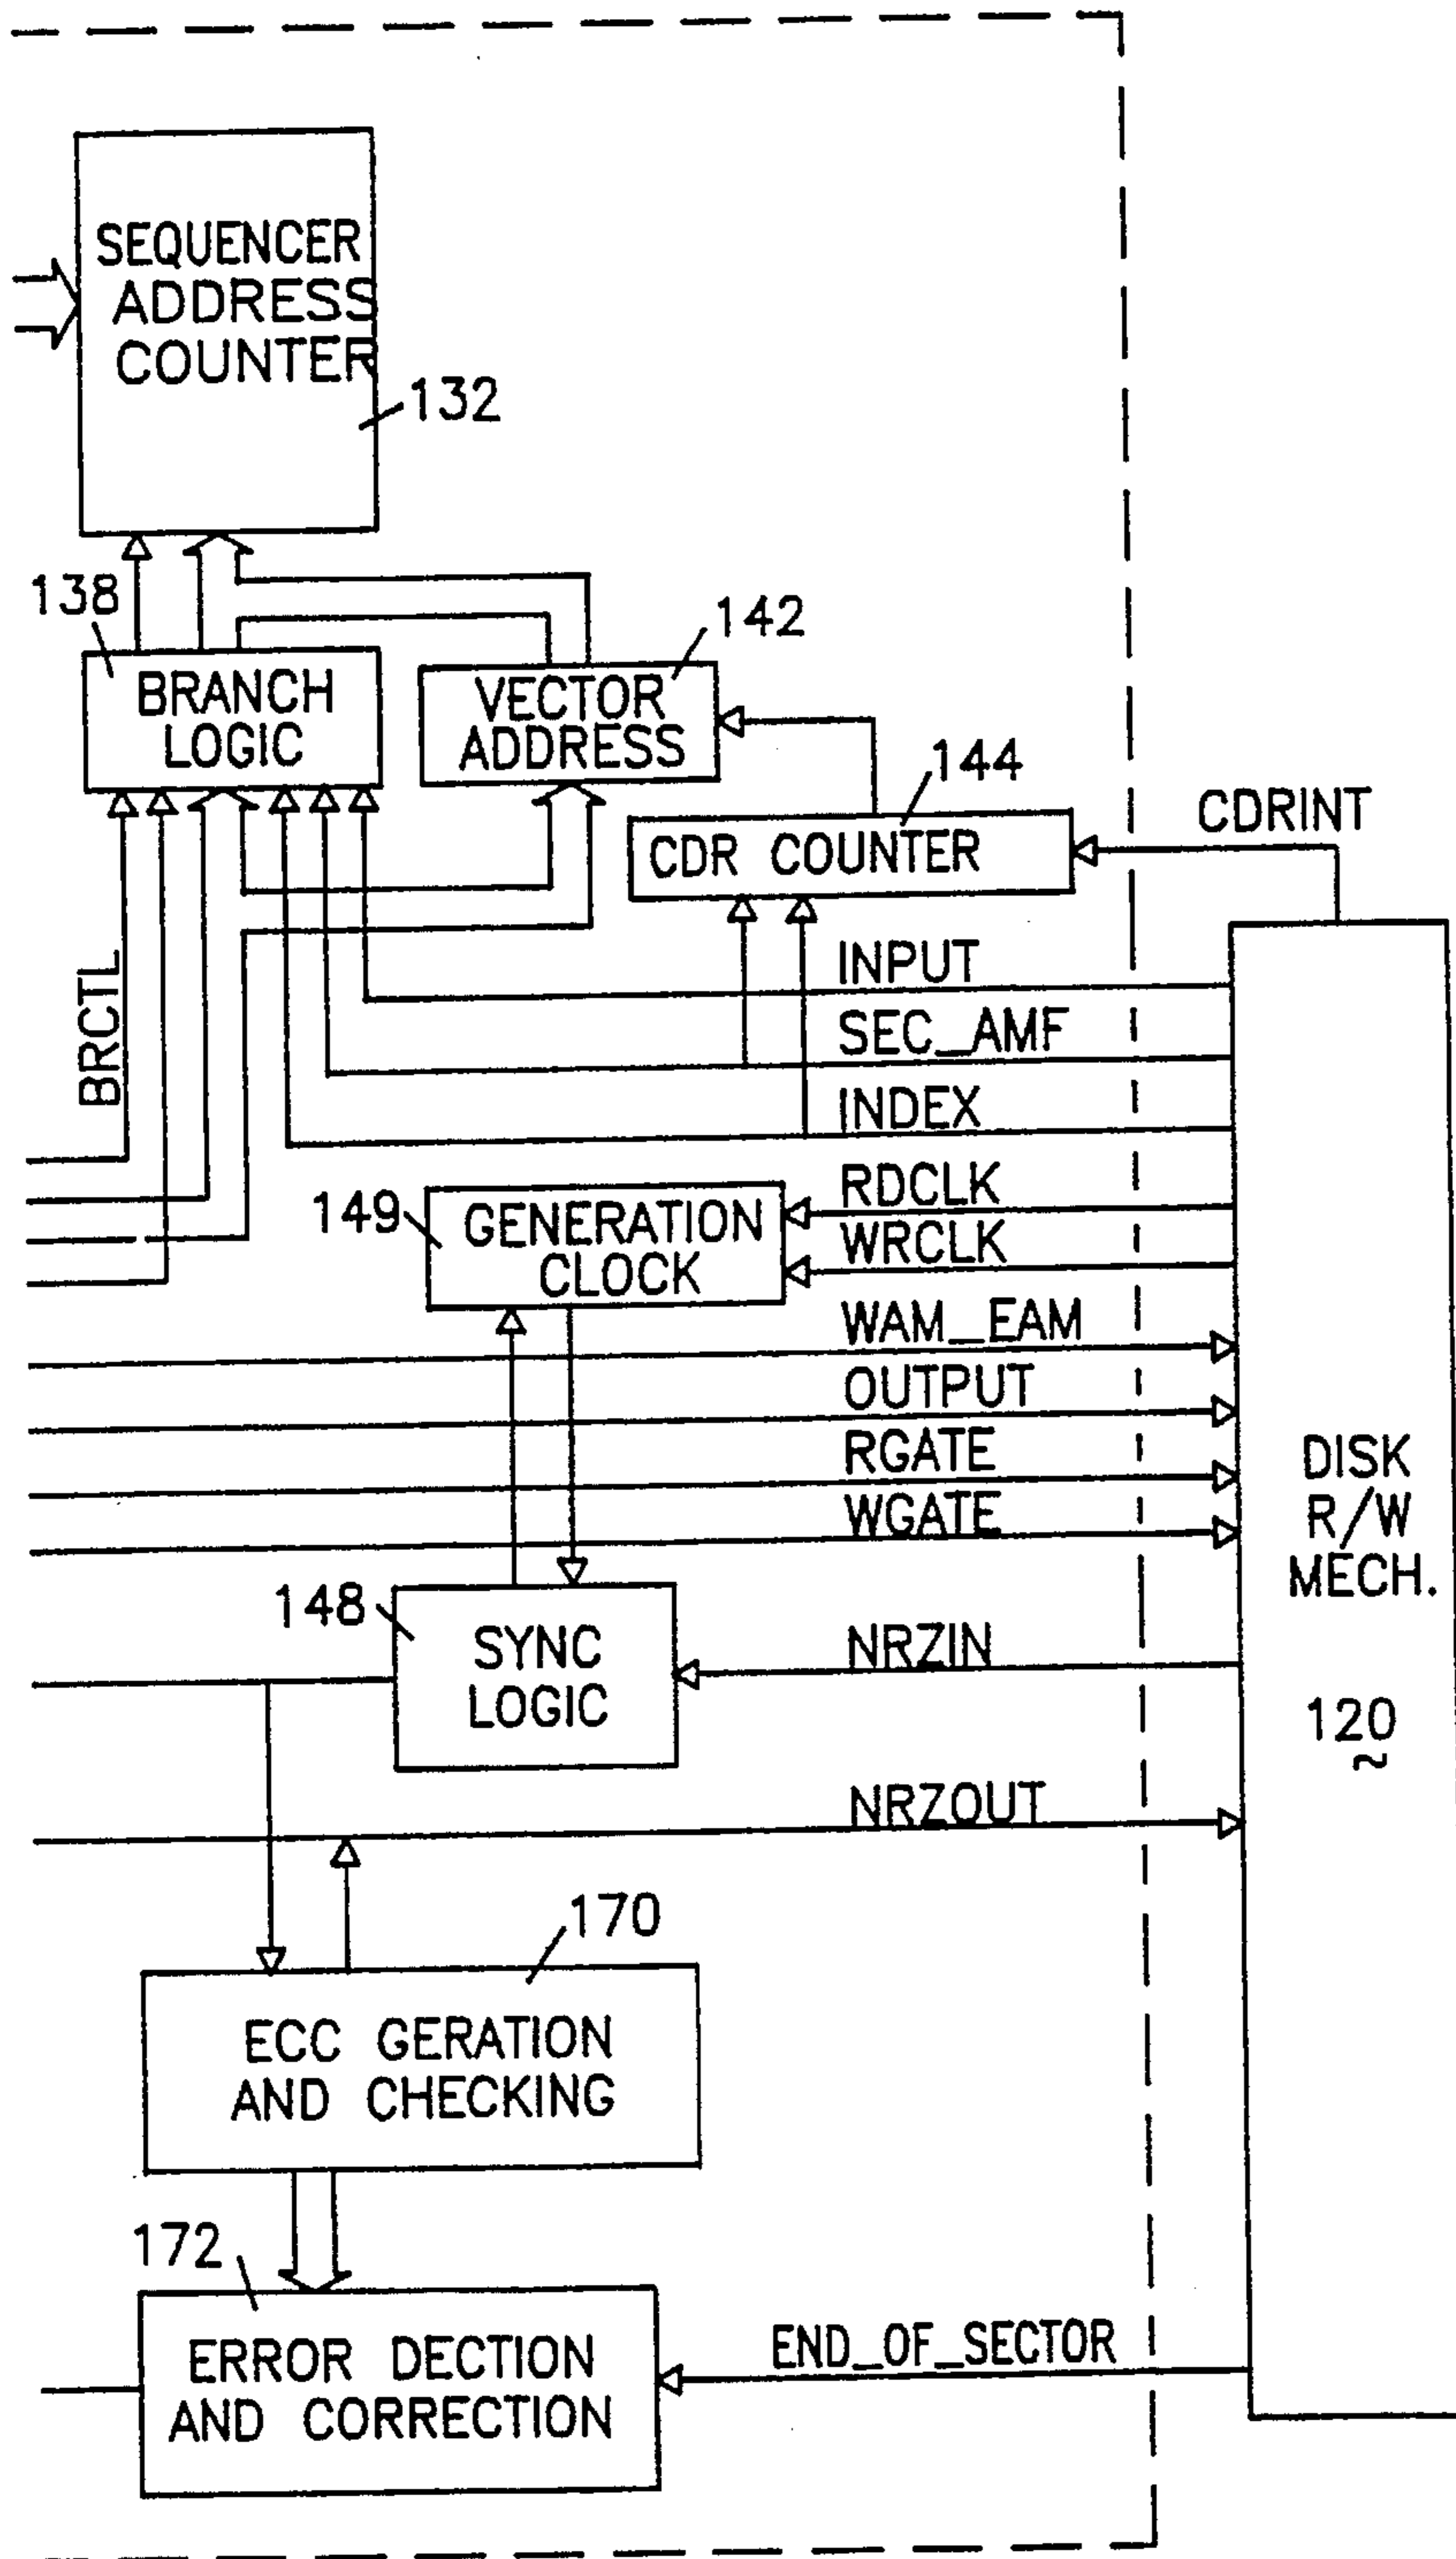 SEQUENCER
ADDRESS
COUNTER
132
138
BRANCH
LOGIC
142
VECTOR
ADDRESS
144
CDR COUNTER
CDRINT
BRCTL
INPUT
SEC_AMF
INDEX
149
GENERATION
CLOCK
RDCLK
WRCLK
WAM_EAM
OUTPUT
RGATE
WGATE
DISK
R/W
MECH.
120
148
SYNC
LOGIC
NRZIN
NRZOUT
170
ECC GERATION
AND CHECKING
172
ERROR DECTION
AND CORRECTION
END_OF_SECTOR